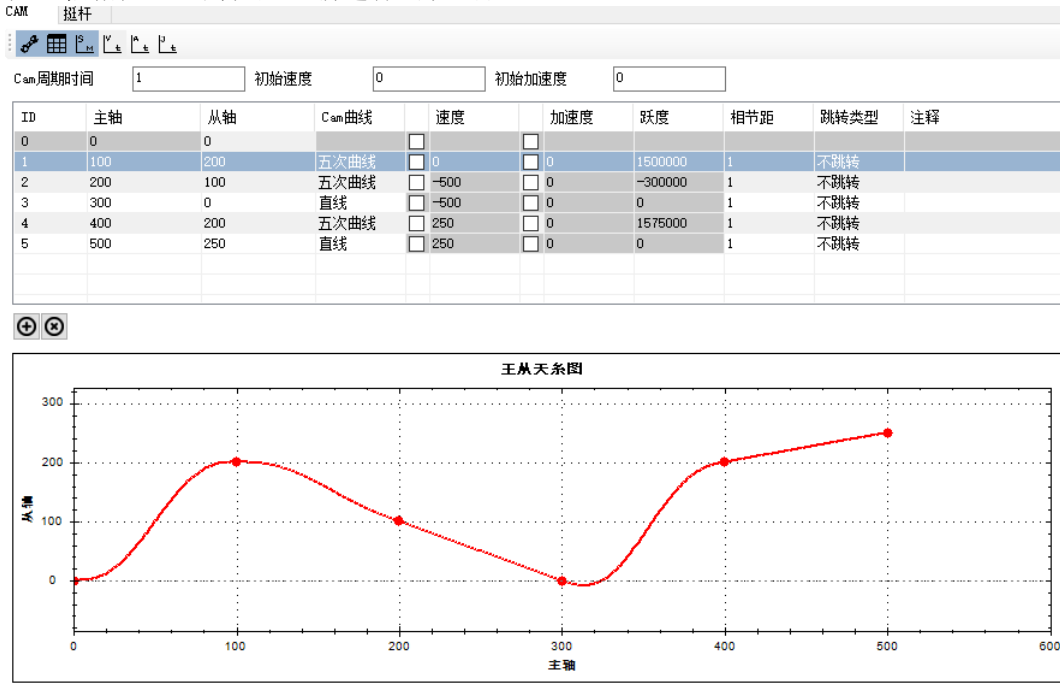 CAM 挺杆
S M V t A t J t
Cam周期时间 1 初始速度 0 初始加速度 0
ID 主轴 从轴 Cam曲线 速度 加速度 跃度 相节距 跳转类型 注释
0 0 0
1 100 200 五次曲线 0 0 1500000 1 不跳转
2 200 100 五次曲线 -500 0 -300000 1 不跳转
3 300 0 直线 -500 0 0 1 不跳转
4 400 200 五次曲线 250 0 1575000 1 不跳转
5 500 250 直线 250 0 0 1 不跳转
主从关系图
300
200
从轴
100
0
0 100 200 300 400 500 600
主轴